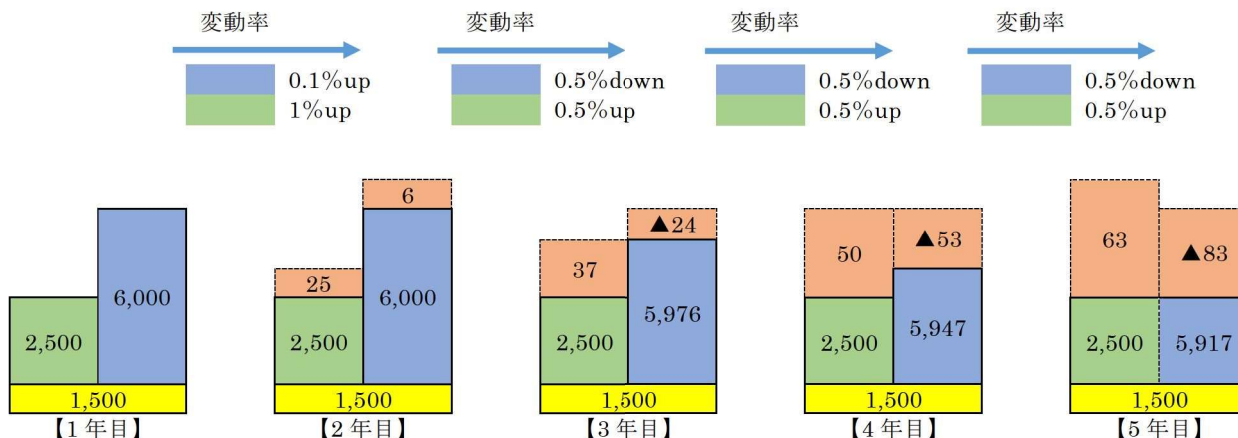 変動率 変動率 変動率 変動率
0.1%up 0.5%down 0.5%down 0.5%down
1%up 0.5%up 0.5%up 0.5%up
6,000
2,500
1,500
【1 年目】
6
25
6,000
2,500
1,500
【2 年目】
▲24
37
5,976
2,500
1,500
【3 年目】
50
▲53
2,500
5,947
1,500
【4 年目】
63
▲83
2,500
5,917
1,500
【5 年目】